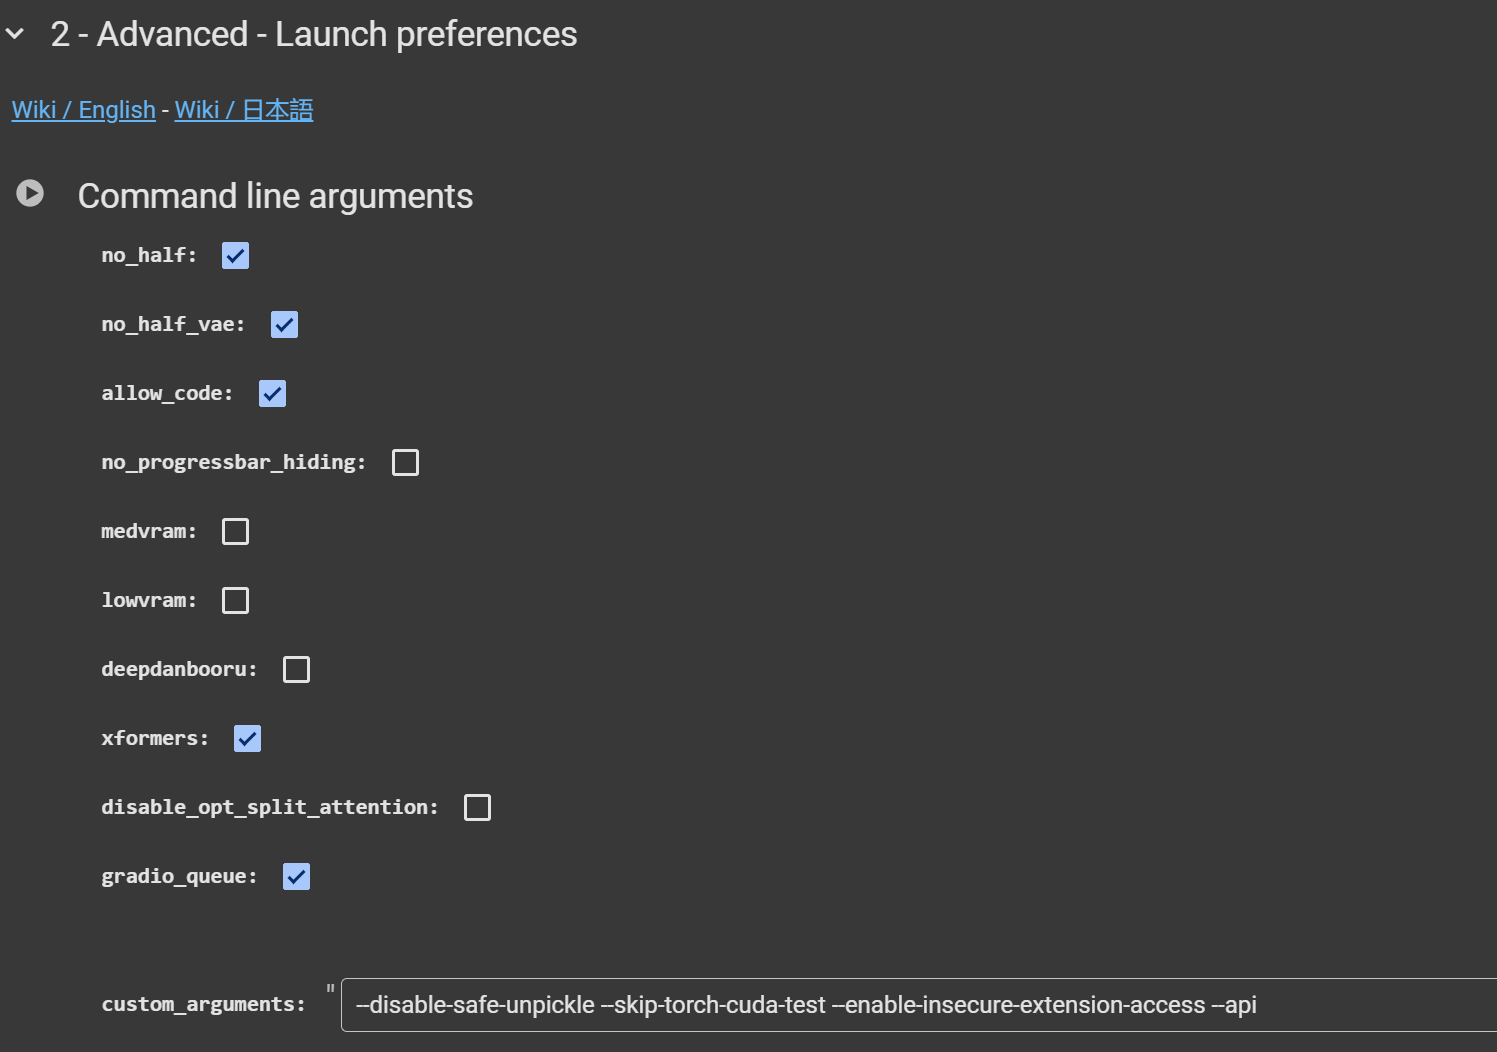 2 - Advanced - Launch preferences
Wiki / English - Wiki / 日本語
Command line arguments
no_half:
no_half_vae:
allow_code:
no_progressbar_hiding:
medvram:
lowvram:
deepdanbooru:
xformers:
disable_opt_split_attention:
gradio_queue:
custom_arguments: " --disable-safe-unpickle --skip-torch-cuda-test --enable-insecure-extension-access --api